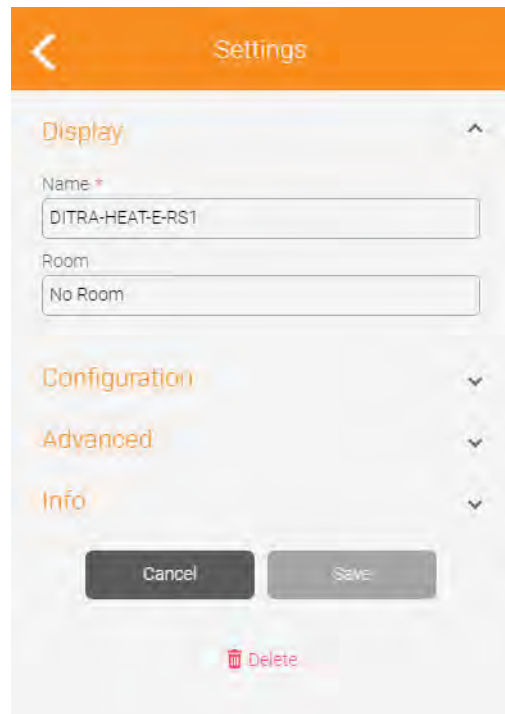 Settings
Display
Name *
DITRA-HEAT-E-RS1
Room
No Room
Configuration
Advanced
Info
Cancel
Save
Delete